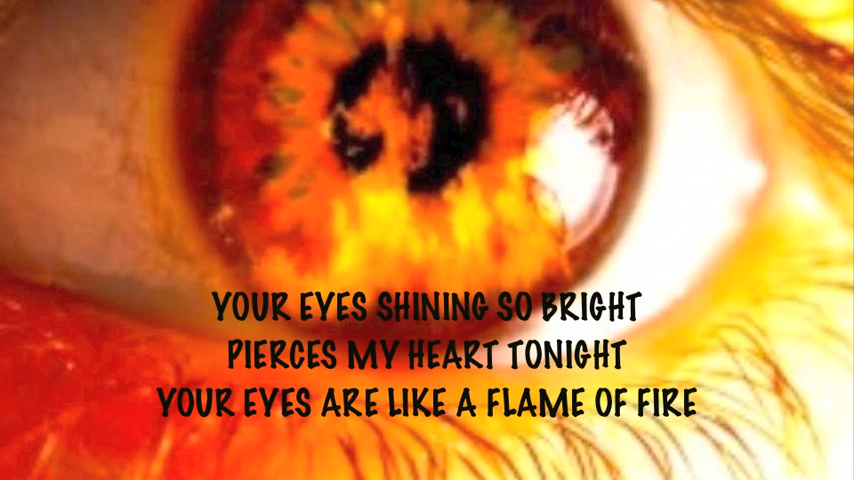 YOUR EYES SHINING SO BRIGHT
PIERCES MY HEART TONIGHT
YOUR EYES ARE LIKE A FLAME OF FIRE